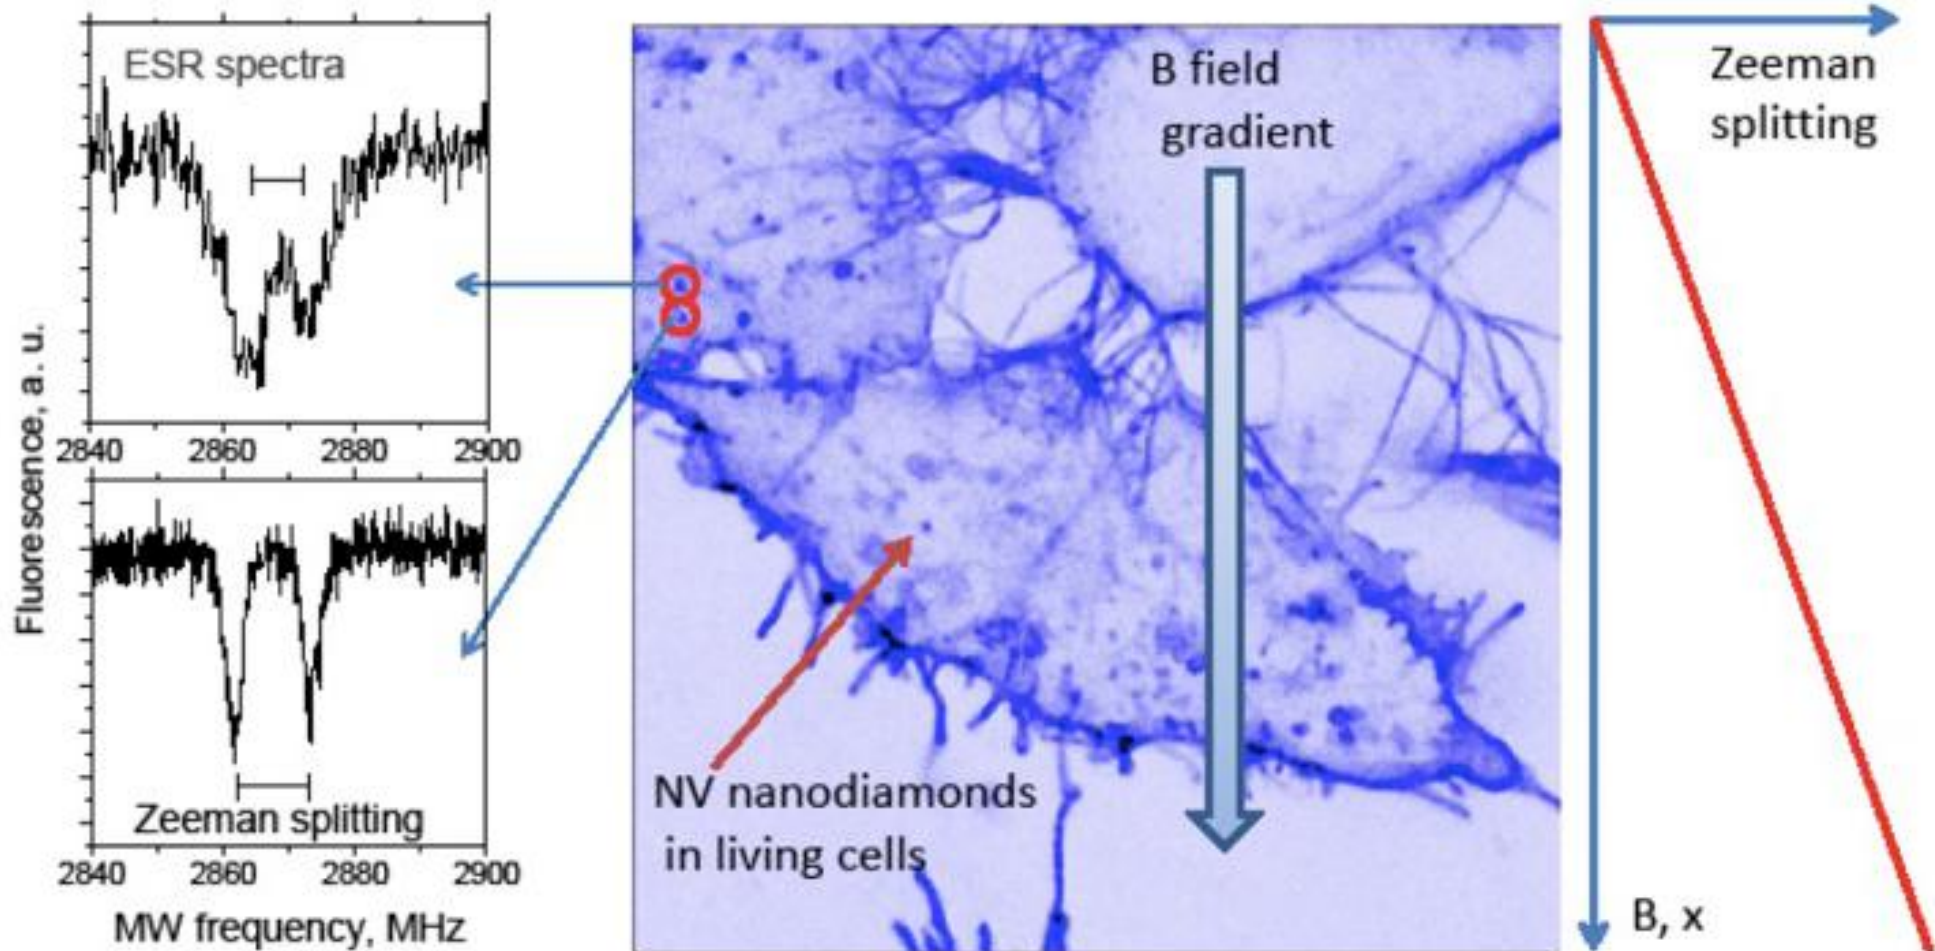 ESR spectra
2840 2860 2880 2900
Fluorescence, a. u.
Zeeman splitting
2840 2860 2880 2900
MW frequency, MHz
B field
gradient
NV nanodiamonds
in living cells
Zeeman
splitting
B, x